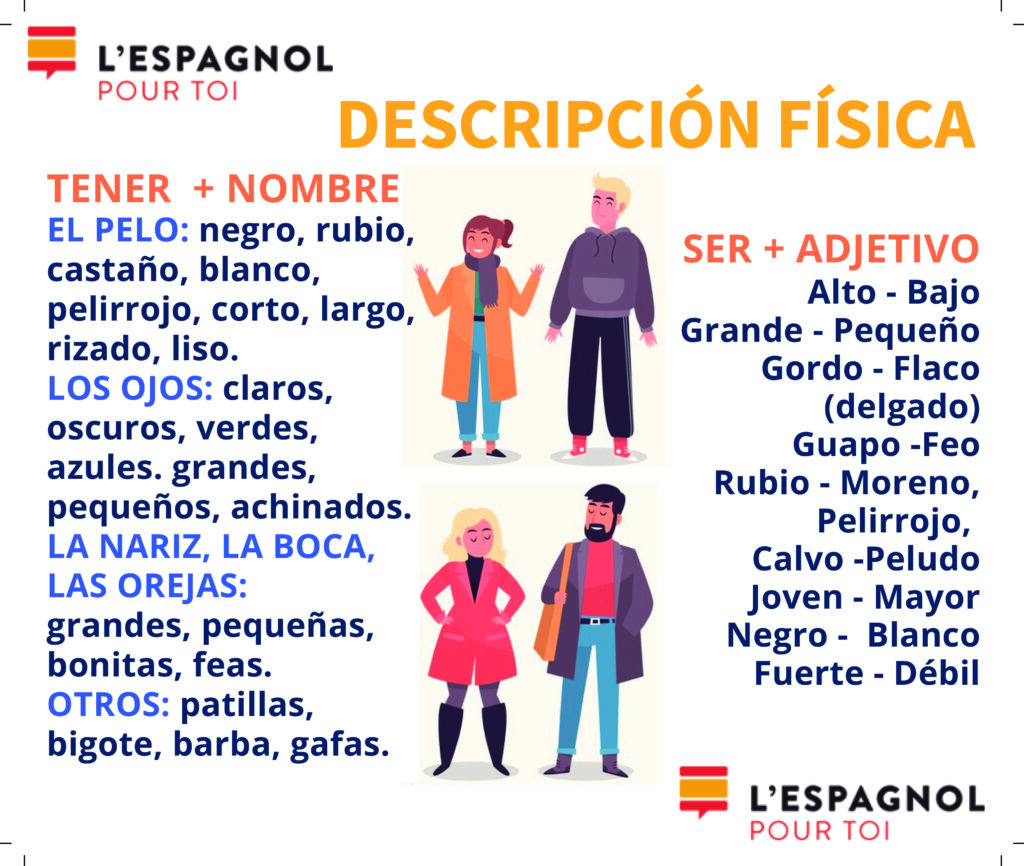 L'ESPAGNOL
POUR TOI
DESCRIPCIÓN FÍSICA
TENER + NOMBRE
EL PELO: negro, rubio,
castaño, blanco,
pelirrojo, corto, largo,
rizado, liso.
LOS OJOS: claros,
oscuros, verdes,
azules. grandes,
pequeños, achinados.
LA NARIZ, LA BOCA,
LAS OREJAS:
grandes, pequeñas,
bonitas, feas.
OTROS: patillas,
bigote, barba, gafas.
SER + ADJETIVO
Alto - Bajo
Grande - Pequeño
Gordo - Flaco
(delgado)
Guapo -Feo
Rubio - Moreno,
Pelirrojo,
Calvo -Peludo
Joven - Mayor
Negro - Blanco
Fuerte - Débil
L'ESPAGNOL
POUR TOI